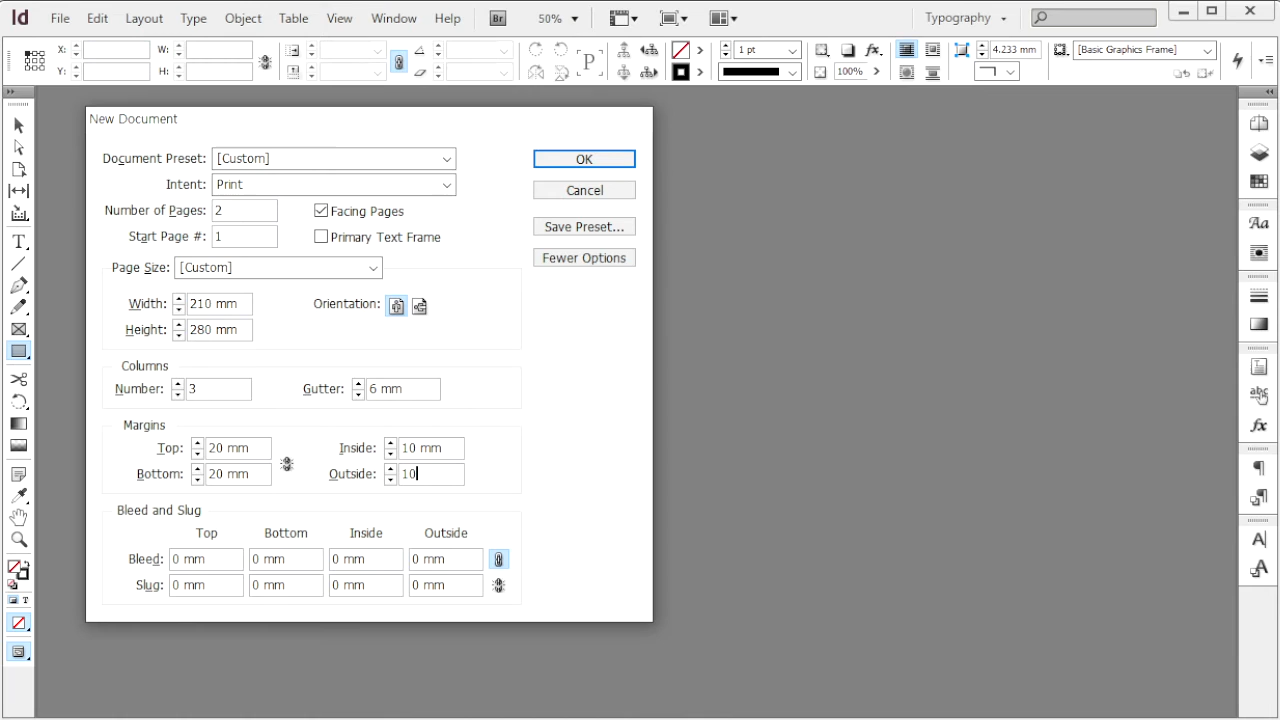 Id File Edit Layout Type Object Table View Window Help Br 50% Typography
X: W: 1 pt 4.233 mm [Basic Graphics Frame]
Y: H: P fx. 100%
New Document
Document Preset: [Custom] OK
Intent: Print Cancel
Number of Pages: 2 Facing Pages
Start Page #: 1 Primary Text Frame Save Preset...
Fewer Options
Page Size: [Custom]
Width: 210 mm Orientation:
Height: 280 mm
Columns
Number: 3 Gutter: 6 mm
Margins
Top: 20 mm Inside: 10 mm
Bottom: 20 mm Outside: 10
Bleed and Slug
Top Bottom Inside Outside
Bleed: 0 mm 0 mm 0 mm 0 mm
Slug: 0 mm 0 mm 0 mm 0 mm
T
T
Aa
abc
fx
A
A